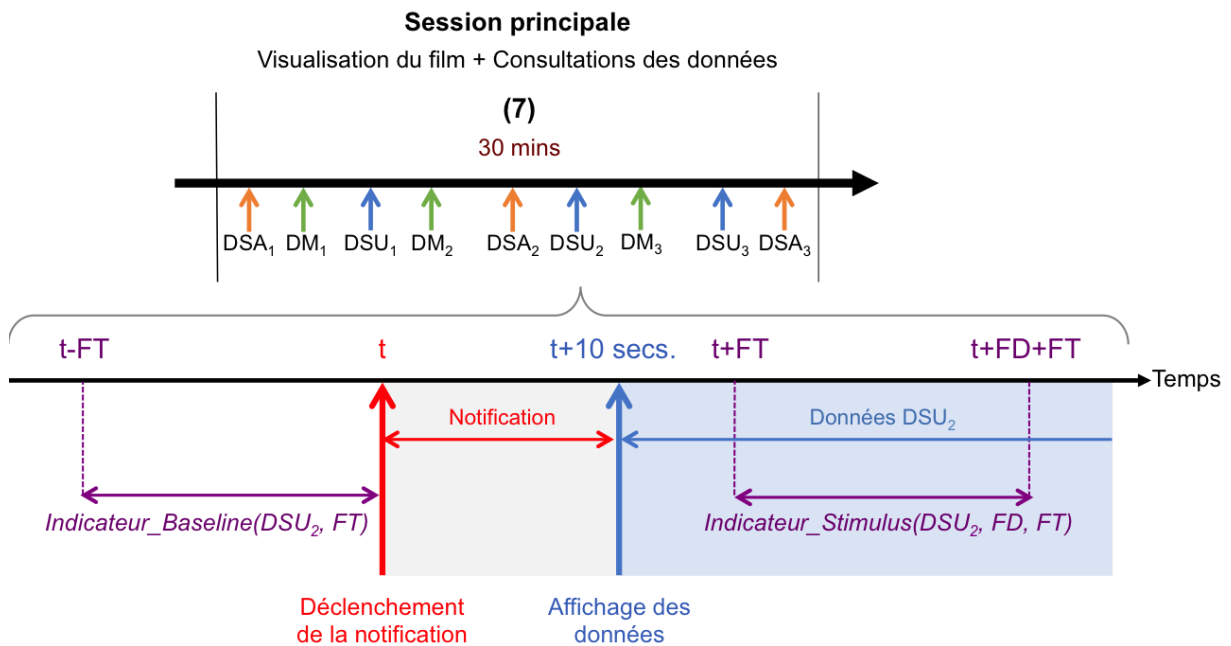 Session principale
Visualisation du film + Consultations des données
(7)
30 mins
DSA₁ DM₁ DSU₁ DM₂ DSA₂ DSU₂ DM₃ DSU₃ DSA₃
t-FT t t+10 secs. t+FT t+FD+FT
Temps
Notification Données DSU₂
Indicateur_Baseline(DSU₂, FT) Indicateur_Stimulus(DSU₂, FD, FT)
Déclenchement
de la notification
Affichage des
données